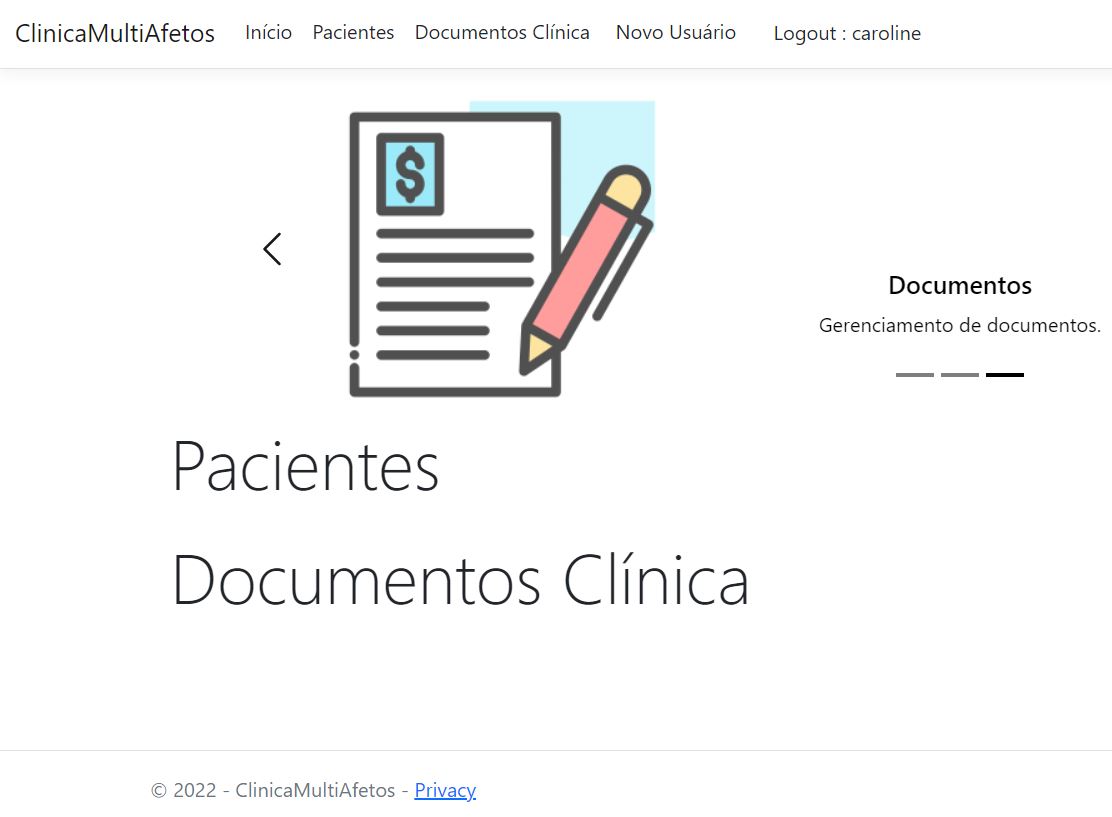 ClinicaMultiAfetos Início Pacientes Documentos Clínica Novo Usuário Logout : caroline
$
Documentos
Gerenciamento de documentos.
Pacientes
Documentos Clínica
© 2022 - ClinicaMultiAfetos - Privacy